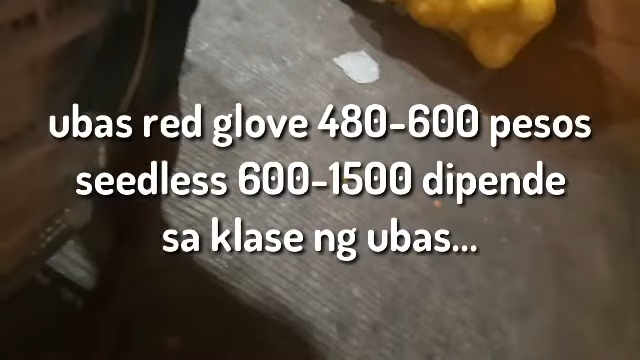 ubas red glove 480-600 pesos
seedless 600-1500 dipende
sa klase ng ubas...